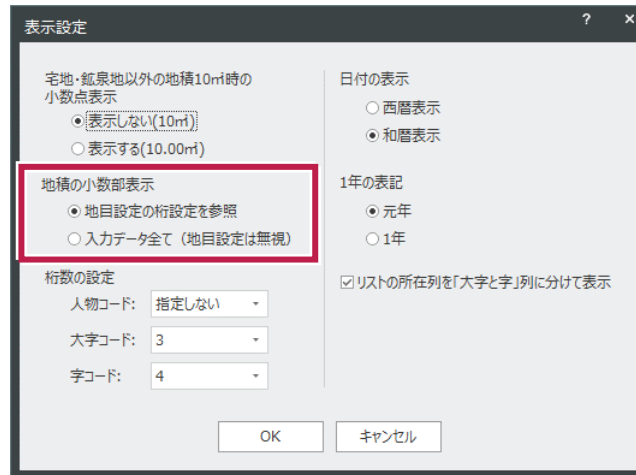 表示設定
? ×
宅地・鉱泉地以外の地積10㎡時の
小数点表示
表示しない(10㎡)
表示する(10.00㎡)
地積の小数部表示
地目設定の桁設定を参照
入力データ全て（地目設定は無視）
桁数の設定
人物コード: 指定しない
大字コード: 3
字コード: 4
日付の表示
西暦表示
和暦表示
1年の表記
元年
1年
リストの所在列を「大字と字」列に分けて表示
OK
キャンセル